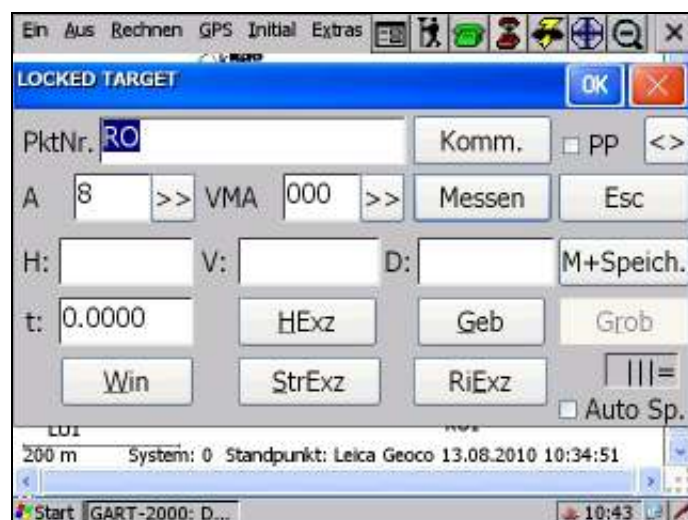 Ein Aus Rechnen GPS Initial Extras
LOCKED TARGET OK
PktNr. RO Komm. PP <>
A 8 >> VMA 000 >> Messen Esc
H: V: D: M+Speich.
t: 0.0000 HExz Geb Grob
Win StrExz RiExz |||=
Auto Sp.
200 m System: 0 Standpunkt: Leica Geoco 13.08.2010 10:34:51
Start GART-2000: D... 10:43